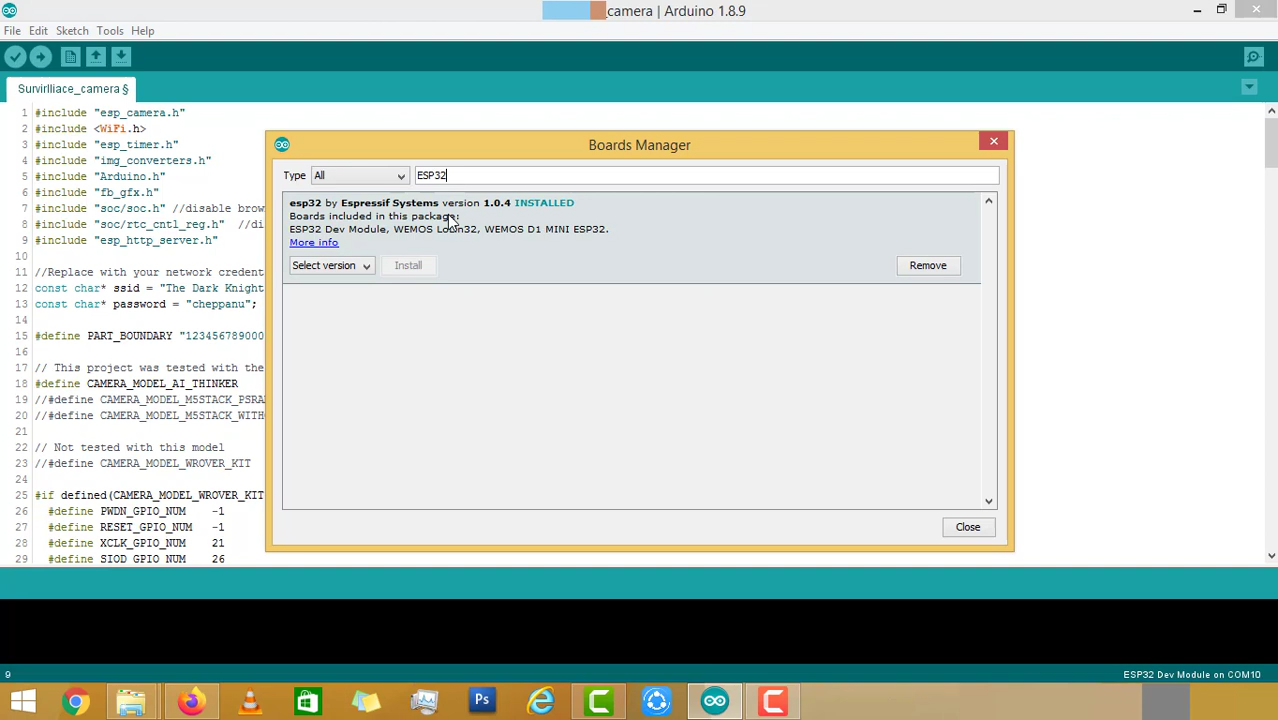 _camera | Arduino 1.8.9
File Edit Sketch Tools Help
Survirlliace_camera §
1 #include "esp_camera.h"
2 #include <WiFi.h>
3 #include "esp_timer.h"
4 #include "img_converters.h"
5 #include "Arduino.h"
6 #include "fb_gfx.h"
7 #include "soc/soc.h" //disable brow
8 #include "soc/rtc_cntl_reg.h" //di
9 #include "esp_http_server.h"
10
11 //Replace with your network credent
12 const char* ssid = "The Dark Knight
13 const char* password = "cheppanu";
14
15 #define PART_BOUNDARY "123456789000
16
17 // This project was tested with the
18 #define CAMERA_MODEL_AI_THINKER
19 //#define CAMERA_MODEL_M5STACK_PSRA
20 //#define CAMERA_MODEL_M5STACK_WITH
21
22 // Not tested with this model
23 //#define CAMERA_MODEL_WROVER_KIT
24
25 #if defined(CAMERA_MODEL_WROVER_KIT
26 #define PWDN_GPIO_NUM -1
27 #define RESET_GPIO_NUM -1
28 #define XCLK_GPIO_NUM 21
29 #define SIOD_GPIO_NUM 26
Boards Manager
Type All ESP32
esp32 by Espressif Systems version 1.0.4 INSTALLED
Boards included in this package:
ESP32 Dev Module, WEMOS LoLin32, WEMOS D1 MINI ESP32.
More info
Select version Install Remove
Close
9 ESP32 Dev Module on COM10
Ps